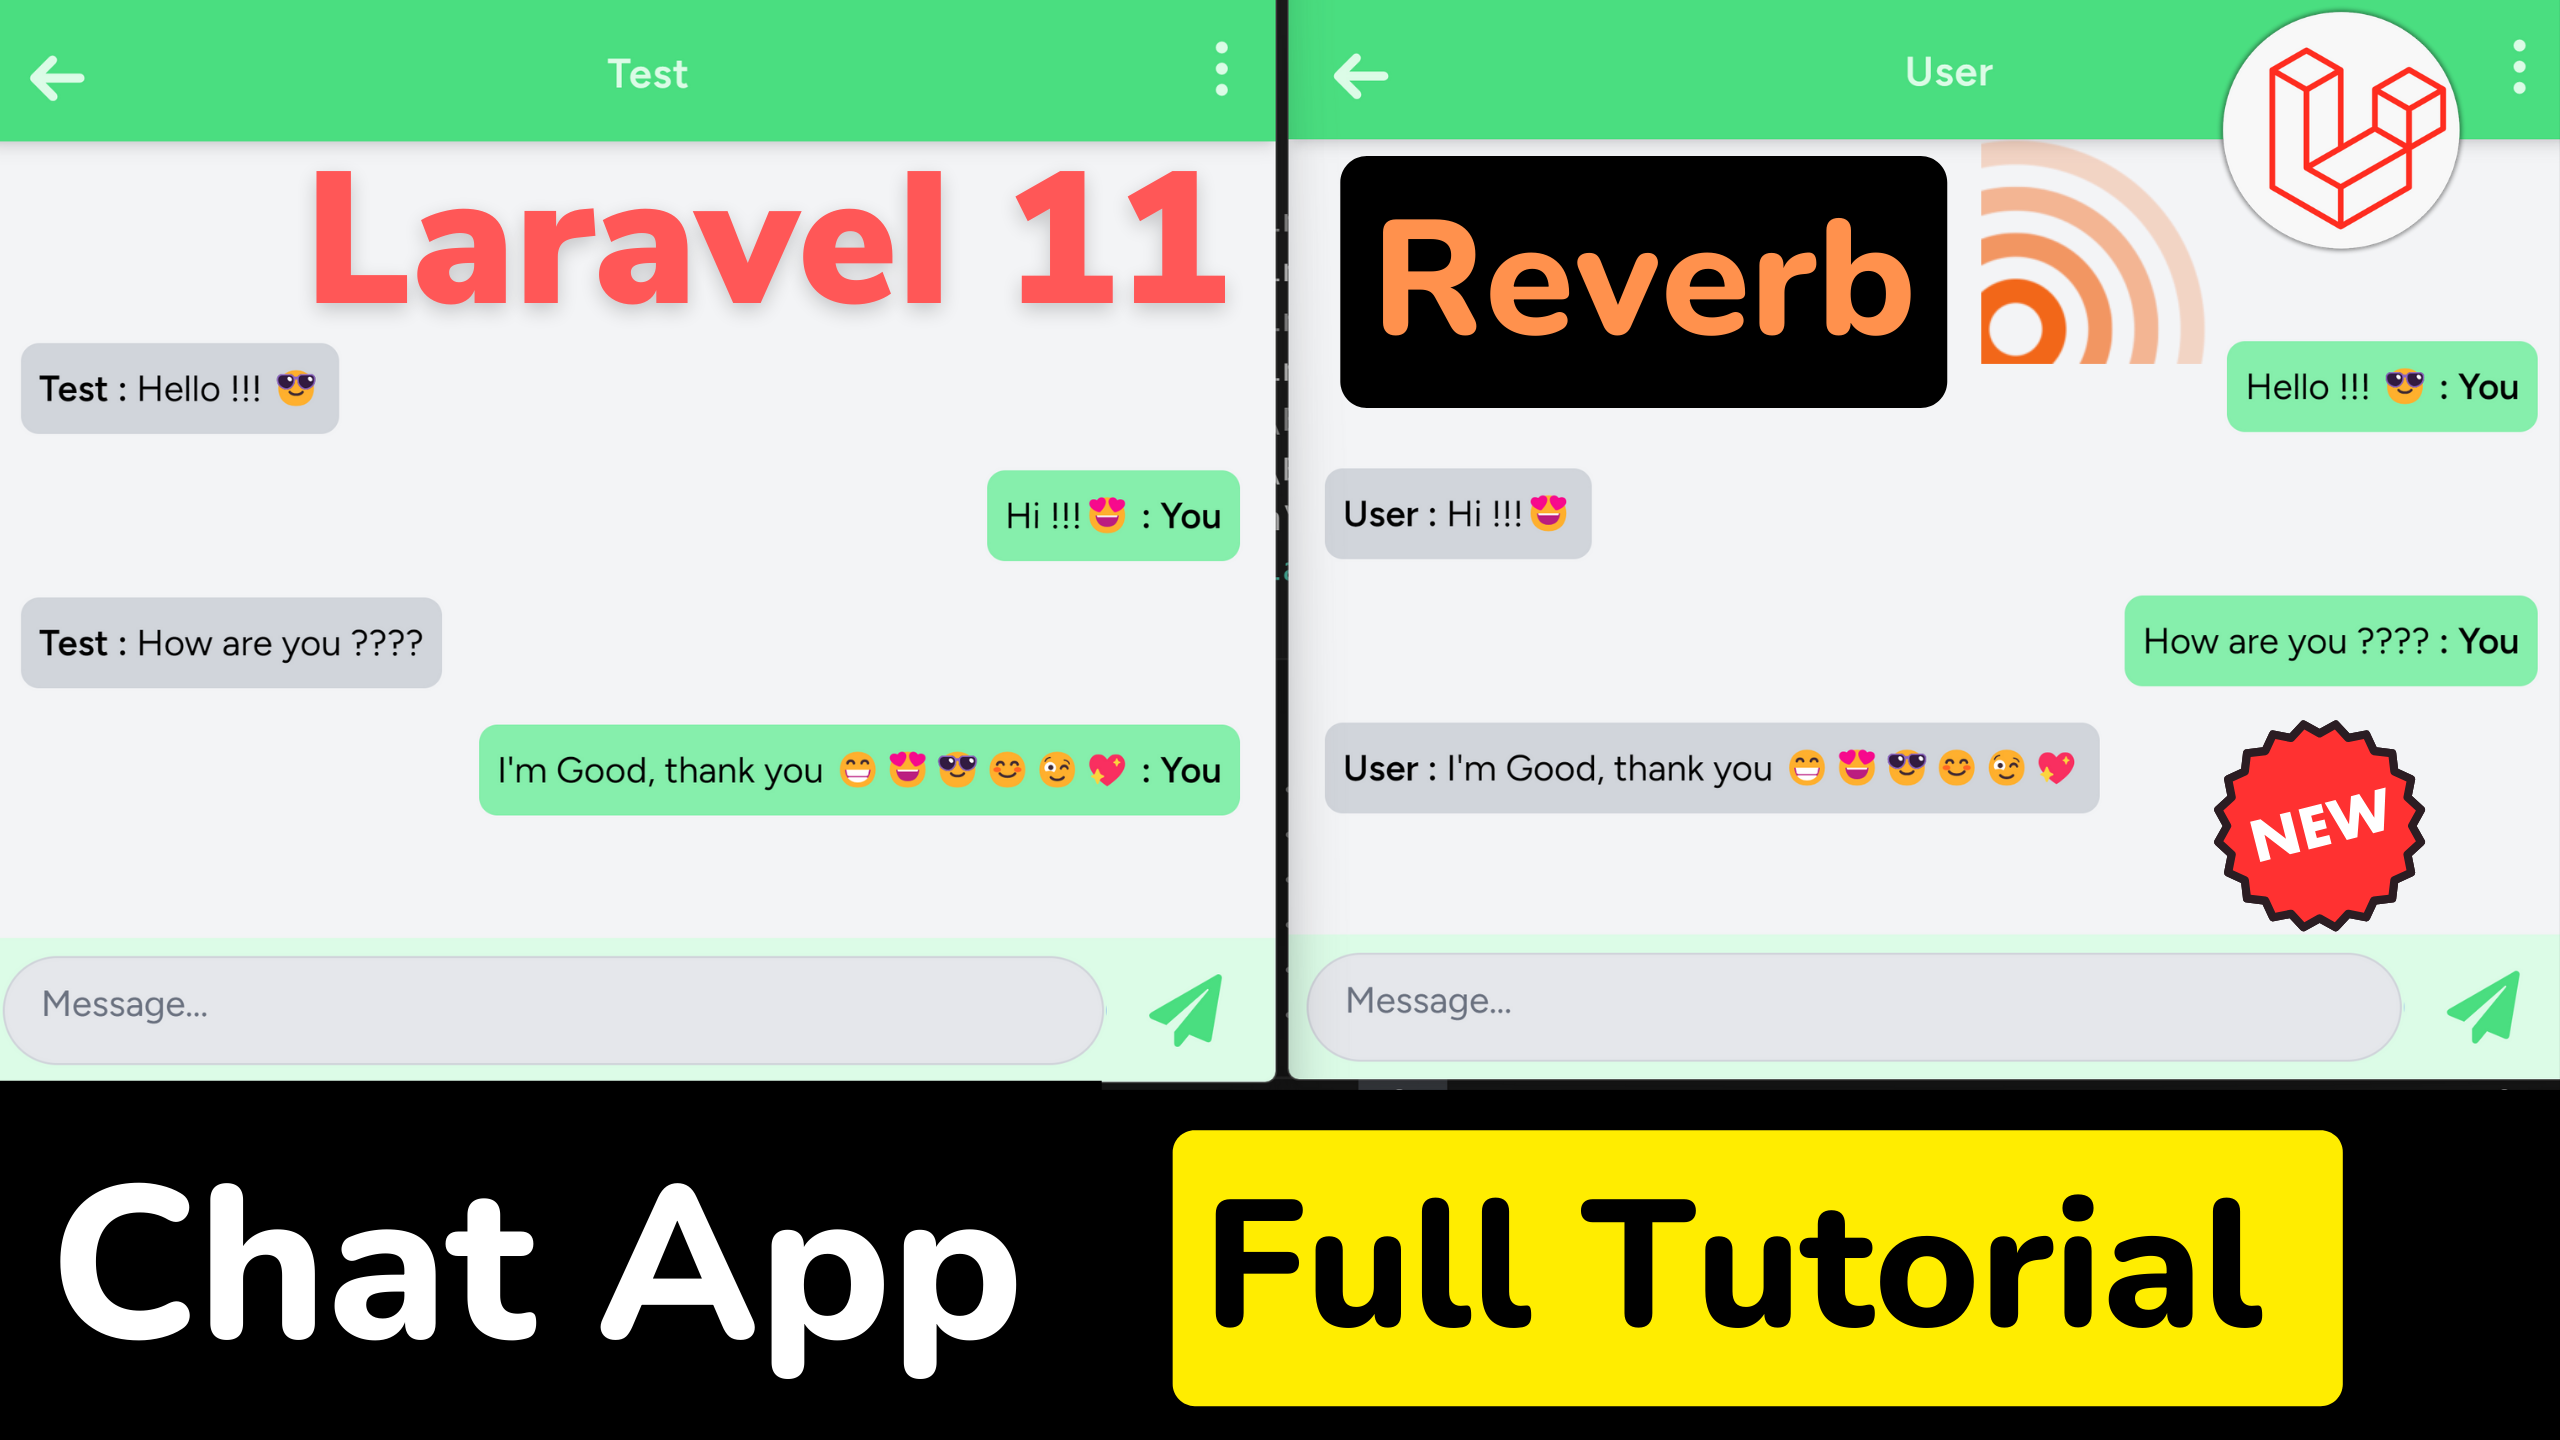 Test
Laravel 11
Test : Hello !!! 😎
Hi !!!😍 : You
Test : How are you ????
I'm Good, thank you 😁 😍 😎 😊 😉 💖 : You
Message...
User
Reverb
Hello !!! 😎 : You
User : Hi !!!😍
How are you ???? : You
User : I'm Good, thank you 😁 😍 😎 😊 😉 💖
NEW
Message...
Chat App
Full Tutorial